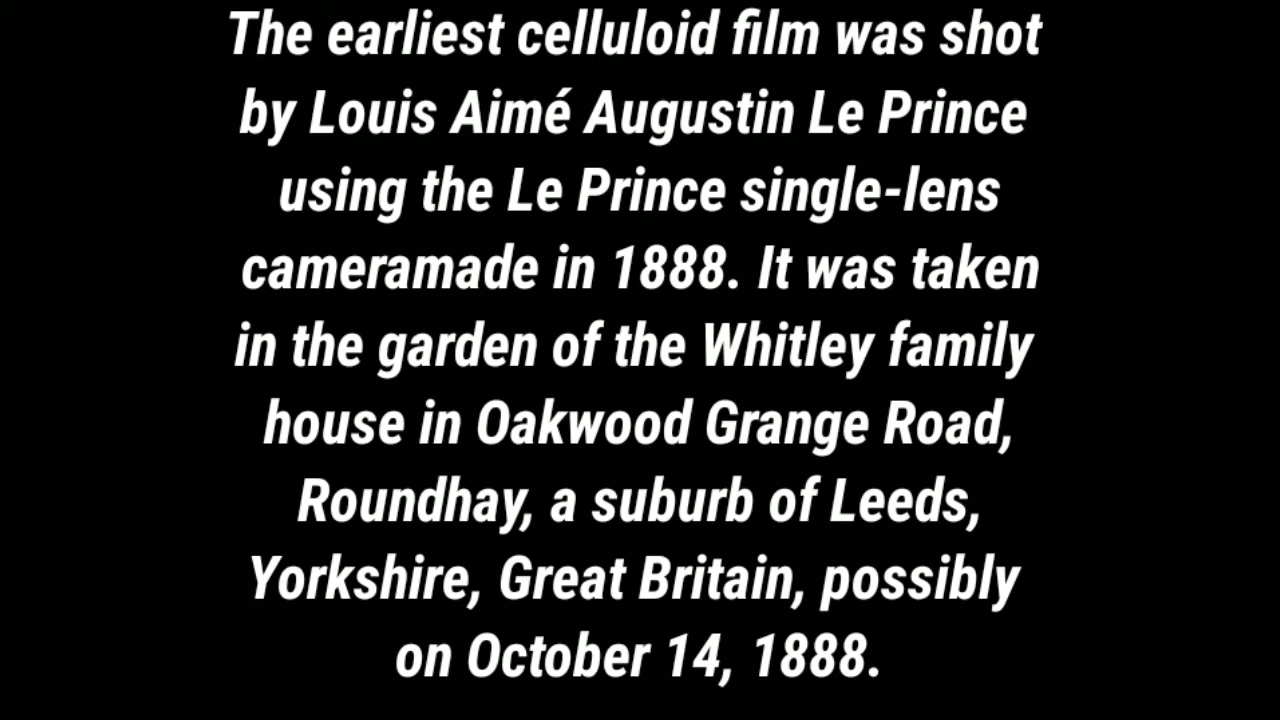 The earliest celluloid film was shot
by Louis Aimé Augustin Le Prince
using the Le Prince single-lens
cameramade in 1888. It was taken
in the garden of the Whitley family
house in Oakwood Grange Road,
Roundhay, a suburb of Leeds,
Yorkshire, Great Britain, possibly
on October 14, 1888.